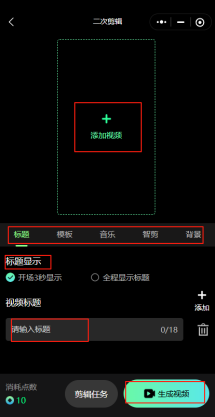 二次剪辑
添加视频
标题 模板 音乐 智剪 背景
标题显示
开场3秒显示 全程显示标题
视频标题
添加
请输入标题 0/18
消耗点数
10
剪辑任务
生成视频